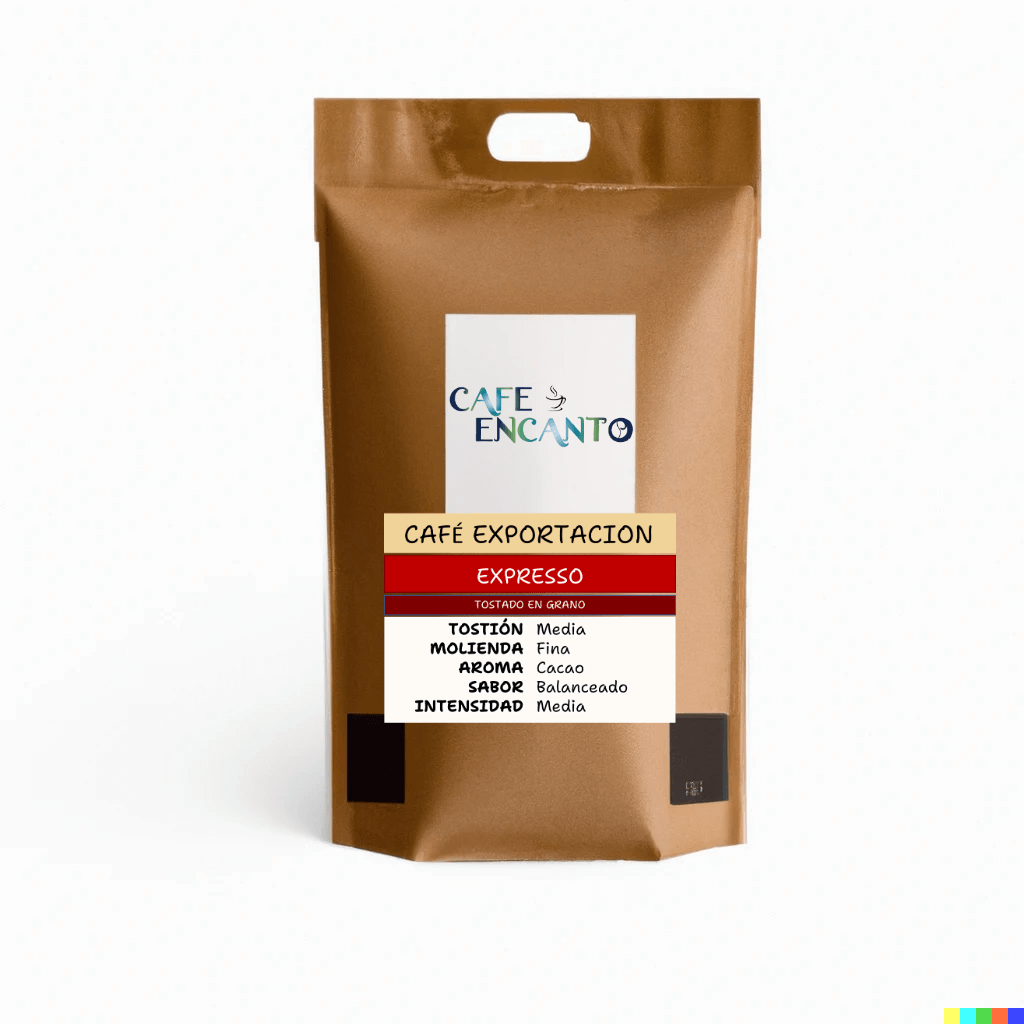 CAFE
ENCANTO
CAFÉ EXPORTACION
EXPRESSO
TOSTADO EN GRANO
TOSTIÓN Media
MOLIENDA Fina
AROMA Cacao
SABOR Balanceado
INTENSIDAD Media